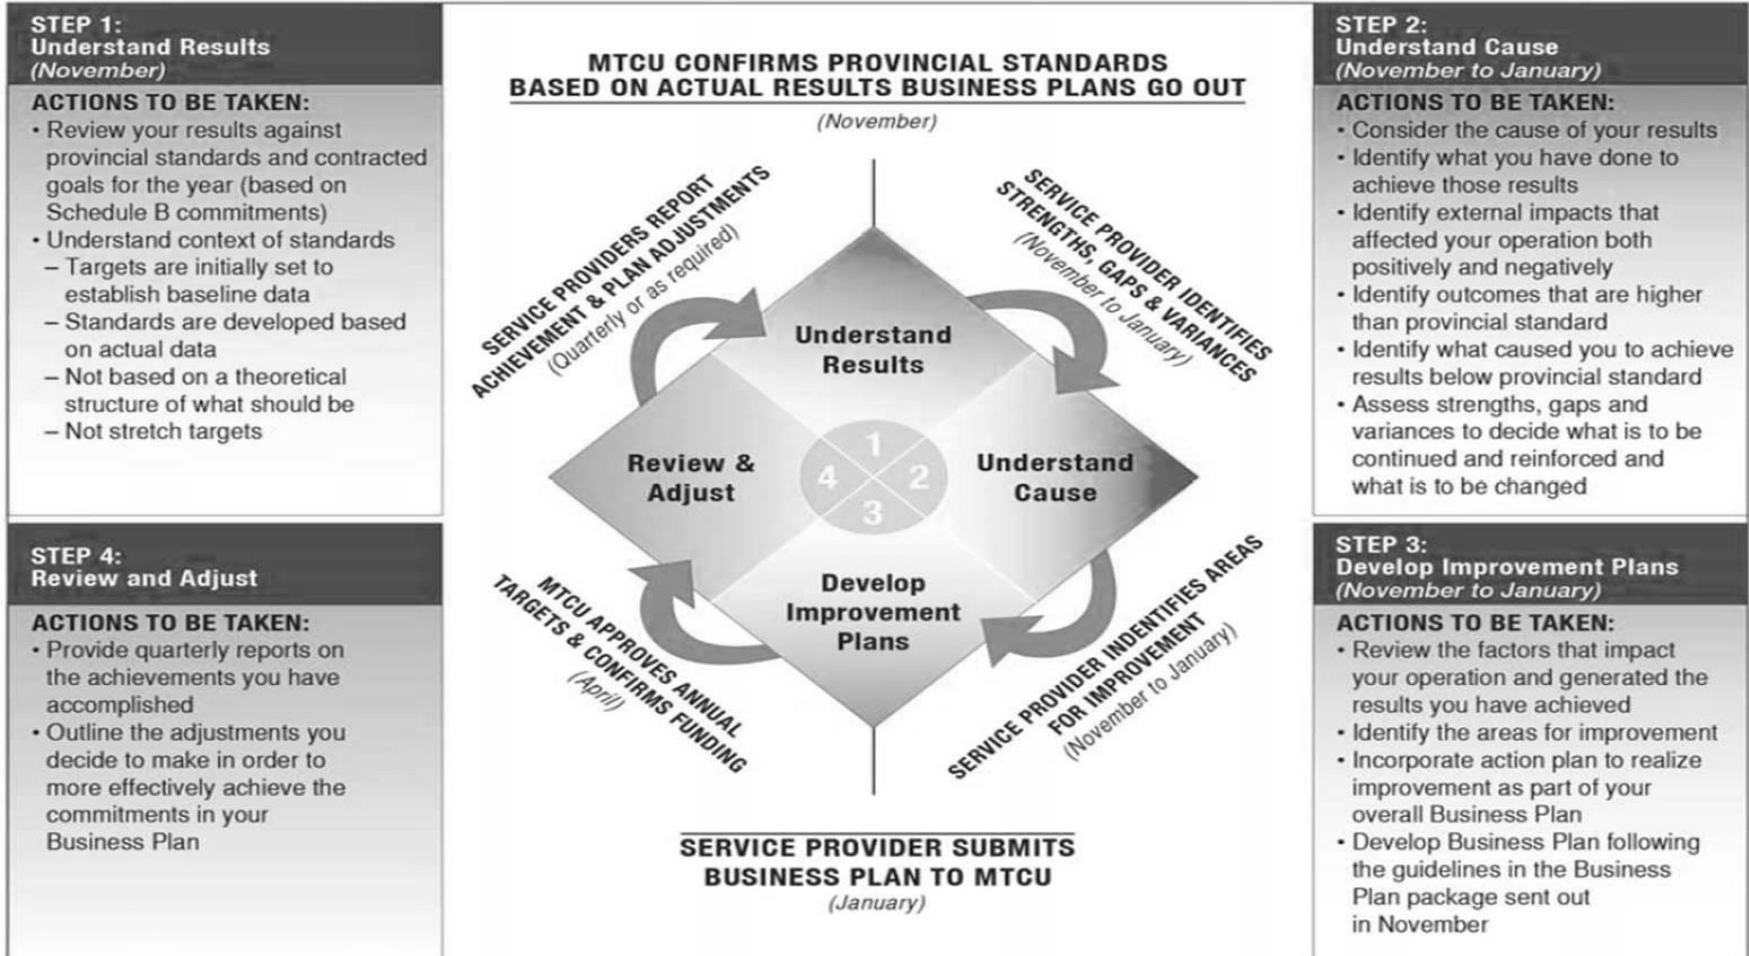 STEP 1:
Understand Results
(November)
ACTIONS TO BE TAKEN:
• Review your results against
provincial standards and contracted
goals for the year (based on
Schedule B commitments)
• Understand context of standards
– Targets are initially set to
establish baseline data
– Standards are developed based
on actual data
– Not based on a theoretical
structure of what should be
– Not stretch targets
MTCU CONFIRMS PROVINCIAL STANDARDS
BASED ON ACTUAL RESULTS BUSINESS PLANS GO OUT
(November)
STEP 2:
Understand Cause
(November to January)
ACTIONS TO BE TAKEN:
• Consider the cause of your results
• Identify what you have done to
achieve those results
• Identify external impacts that
affected your operation both
positively and negatively
• Identify outcomes that are higher
than provincial standard
• Identify what caused you to achieve
results below provincial standard
• Assess strengths, gaps and
variances to decide what is to be
continued and reinforced and
what is to be changed
SERVICE PROVIDERS REPORT
ACHIEVEMENT & PLAN ADJUSTMENTS
(Quarterly or as required)
SERVICE PROVIDER IDENTIFIES
STRENGTHS, GAPS & VARIANCES
(November to January)
Understand
Results
Review &
Adjust
1
4
2
3
Understand
Cause
Develop
Improvement
Plans
MTCU APPROVES ANNUAL
TARGETS & CONFIRMS FUNDING
(April)
SERVICE PROVIDER INDENTIFIES AREAS
FOR IMPROVEMENT
(November to January)
SERVICE PROVIDER SUBMITS
BUSINESS PLAN TO MTCU
(January)
STEP 4:
Review and Adjust
ACTIONS TO BE TAKEN:
• Provide quarterly reports on
the achievements you have
accomplished
• Outline the adjustments you
decide to make in order to
more effectively achieve the
commitments in your
Business Plan
STEP 3:
Develop Improvement Plans
(November to January)
ACTIONS TO BE TAKEN:
• Review the factors that impact
your operation and generated the
results you have achieved
• Identify the areas for improvement
• Incorporate action plan to realize
improvement as part of your
overall Business Plan
• Develop Business Plan following
the guidelines in the Business
Plan package sent out
in November